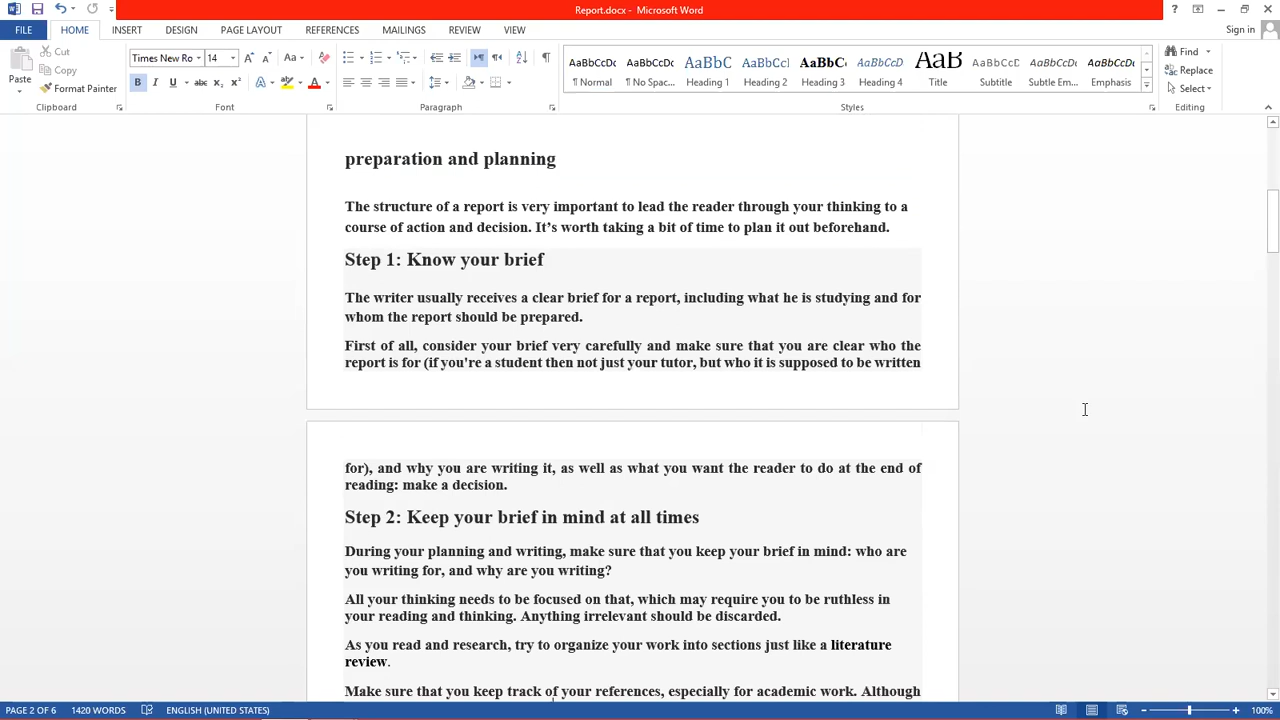 Report.docx - Microsoft Word
Sign in
FILE HOME INSERT DESIGN PAGE LAYOUT REFERENCES MAILINGS REVIEW VIEW
Paste
Cut
Copy
Format Painter
Clipboard
Times New Ro 14
Font
Paragraph
AaBbCcDc AaBbCcDc AaBbC AaBbCcl AaBbC AaBbCcD AaB AaBbCcDc AaBbCcDc AaBbCcDc
¶ Normal ¶ No Spac... Heading 1 Heading 2 Heading 3 Heading 4 Title Subtitle Subtle Em... Emphasis
Styles
Find
Replace
Select
Editing
preparation and planning
The structure of a report is very important to lead the reader through your thinking to a
course of action and decision. It’s worth taking a bit of time to plan it out beforehand.
Step 1: Know your brief
The writer usually receives a clear brief for a report, including what he is studying and for
whom the report should be prepared.
First of all, consider your brief very carefully and make sure that you are clear who the
report is for (if you're a student then not just your tutor, but who it is supposed to be written
for), and why you are writing it, as well as what you want the reader to do at the end of
reading: make a decision.
Step 2: Keep your brief in mind at all times
During your planning and writing, make sure that you keep your brief in mind: who are
you writing for, and why are you writing?
All your thinking needs to be focused on that, which may require you to be ruthless in
your reading and thinking. Anything irrelevant should be discarded.
As you read and research, try to organize your work into sections just like a literature
review.
Make sure that you keep track of your references, especially for academic work. Although
PAGE 2 OF 6 1420 WORDS ENGLISH (UNITED STATES) 100%